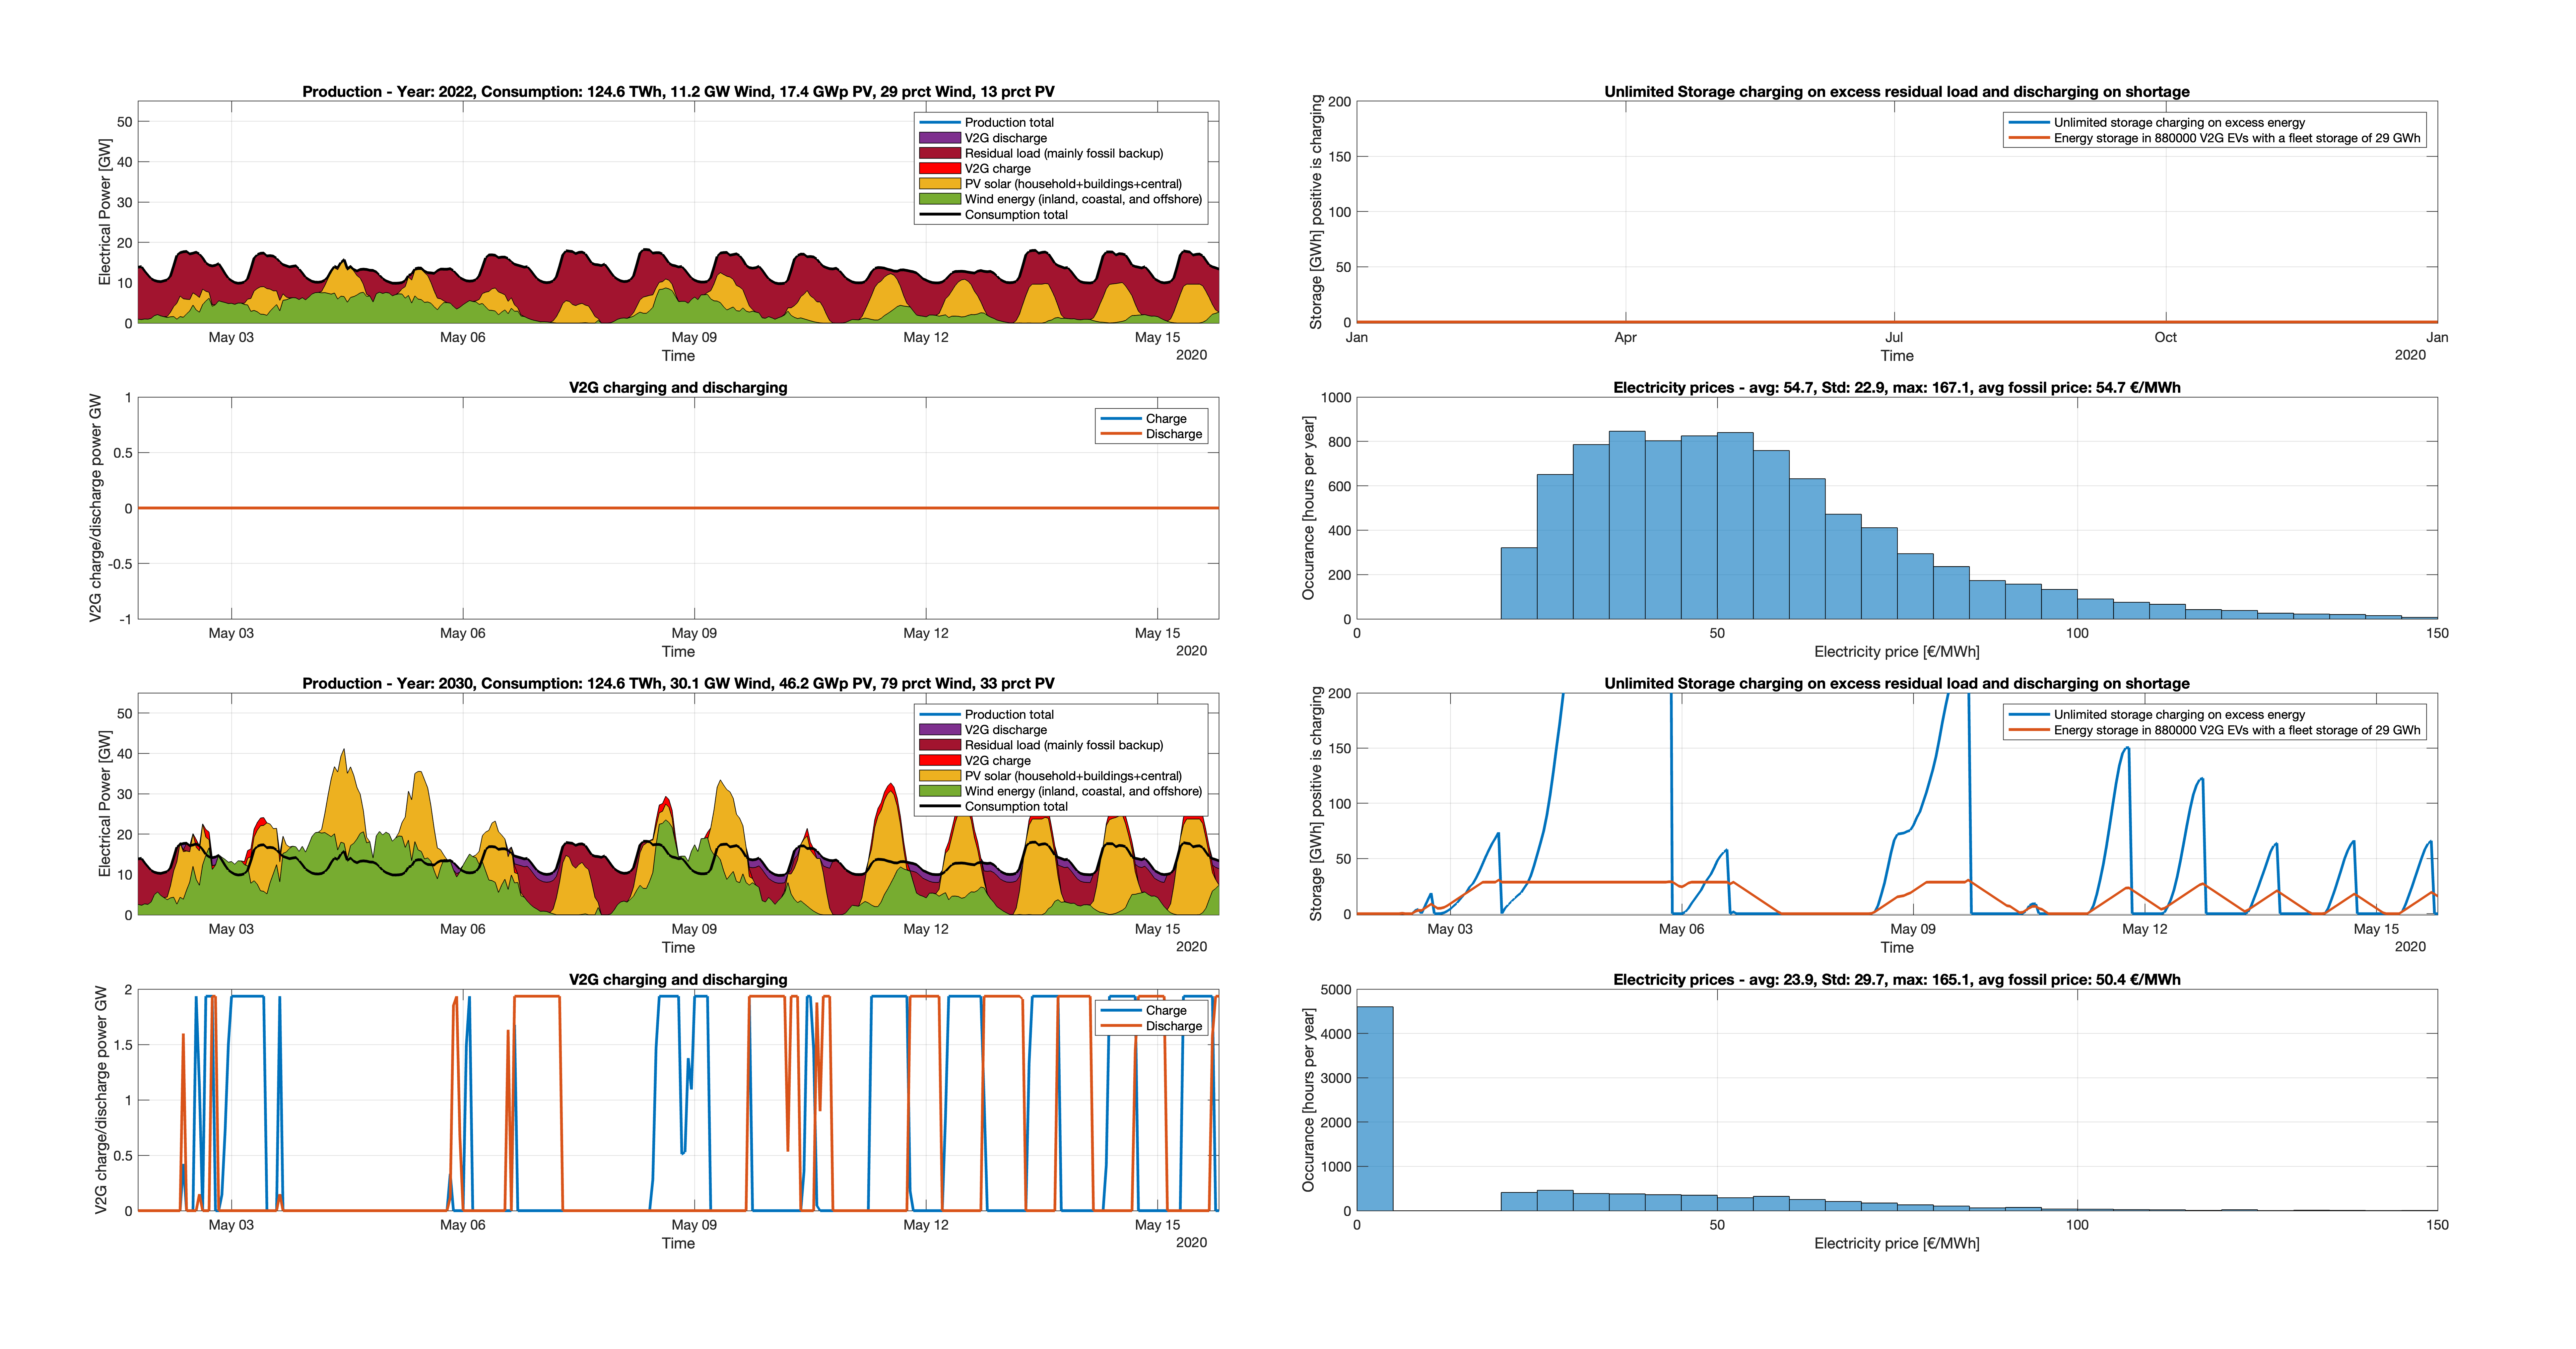 Production - Year: 2022, Consumption: 124.6 TWh, 11.2 GW Wind, 17.4 GWp PV, 29 prct Wind, 13 prct PV
Electrical Power [GW]
50
40
30
20
10
0
Production total
V2G discharge
Residual load (mainly fossil backup)
V2G charge
PV solar (household+buildings+central)
Wind energy (inland, coastal, and offshore)
Consumption total
May 03
May 06
May 09
May 12
May 15
Time
2020
Unlimited Storage charging on excess residual load and discharging on shortage
Storage [GWh] positive is charging
200
150
100
50
0
Unlimited storage charging on excess energy
Energy storage in 880000 V2G EVs with a fleet storage of 29 GWh
Jan
Apr
Jul
Oct
Jan
Time
2020
V2G charging and discharging
V2G charge/discharge power GW
1
0.5
0
-0.5
-1
Charge
Discharge
May 03
May 06
May 09
May 12
May 15
Time
2020
Electricity prices - avg: 54.7, Std: 22.9, max: 167.1, avg fossil price: 54.7 €/MWh
Occurance [hours per year]
1000
800
600
400
200
0
0
50
100
150
Electricity price [€/MWh]
Production - Year: 2030, Consumption: 124.6 TWh, 30.1 GW Wind, 46.2 GWp PV, 79 prct Wind, 33 prct PV
Electrical Power [GW]
50
40
30
20
10
0
Production total
V2G discharge
Residual load (mainly fossil backup)
V2G charge
PV solar (household+buildings+central)
Wind energy (inland, coastal, and offshore)
Consumption total
May 03
May 06
May 09
May 12
May 15
Time
2020
Unlimited Storage charging on excess residual load and discharging on shortage
Storage [GWh] positive is charging
200
150
100
50
0
Unlimited storage charging on excess energy
Energy storage in 880000 V2G EVs with a fleet storage of 29 GWh
May 03
May 06
May 09
May 12
May 15
Time
2020
V2G charging and discharging
V2G charge/discharge power GW
2
1.5
1
0.5
0
Charge
Discharge
May 03
May 06
May 09
May 12
May 15
Time
2020
Electricity prices - avg: 23.9, Std: 29.7, max: 165.1, avg fossil price: 50.4 €/MWh
Occurance [hours per year]
5000
4000
3000
2000
1000
0
0
50
100
150
Electricity price [€/MWh]